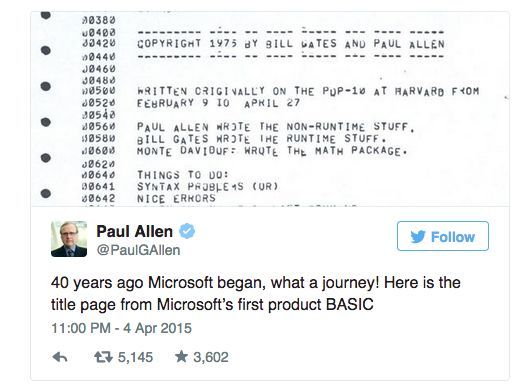 00380
00400 -------- ---- -- ---- ----- --- ---- -----
00420 COPYRIGHT 1975 BY BILL GATES AND PAUL ALLEN
00440 -------- ---- -- ---- ----- --- ---- -----
00460
00480
00500 WRITTEN ORIGINALLY ON THE PDP-10 AT HARVARD FROM
00520 FEBRUARY 9 TO APRIL 27
00540
00560 PAUL ALLEN WROTE THE NON-RUNTIME STUFF.
00580 BILL GATES WROTE THE RUNTIME STUFF.
00600 MONTE DAVIDOFF WROTE THE MATH PACKAGE.
00620
00640 THINGS TO DO:
00641 SYNTAX PROBLEMS (OR)
00642 NICE ERRORS
Paul Allen
@PaulGAllen
Follow
40 years ago Microsoft began, what a journey! Here is the
title page from Microsoft's first product BASIC
11:00 PM - 4 Apr 2015
5,145 3,602